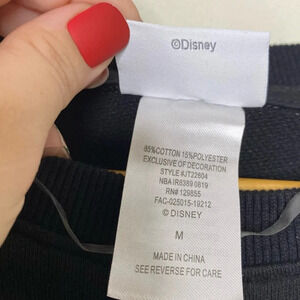 ©Disney
85%COTTON 15%POLYESTER
EXCLUSIVE OF DECORATION
STYLE #JT22604
NBA IR8389 0819
RN# 129855
FAC-025015-19212
© DISNEY
M
MADE IN CHINA
SEE REVERSE FOR CARE